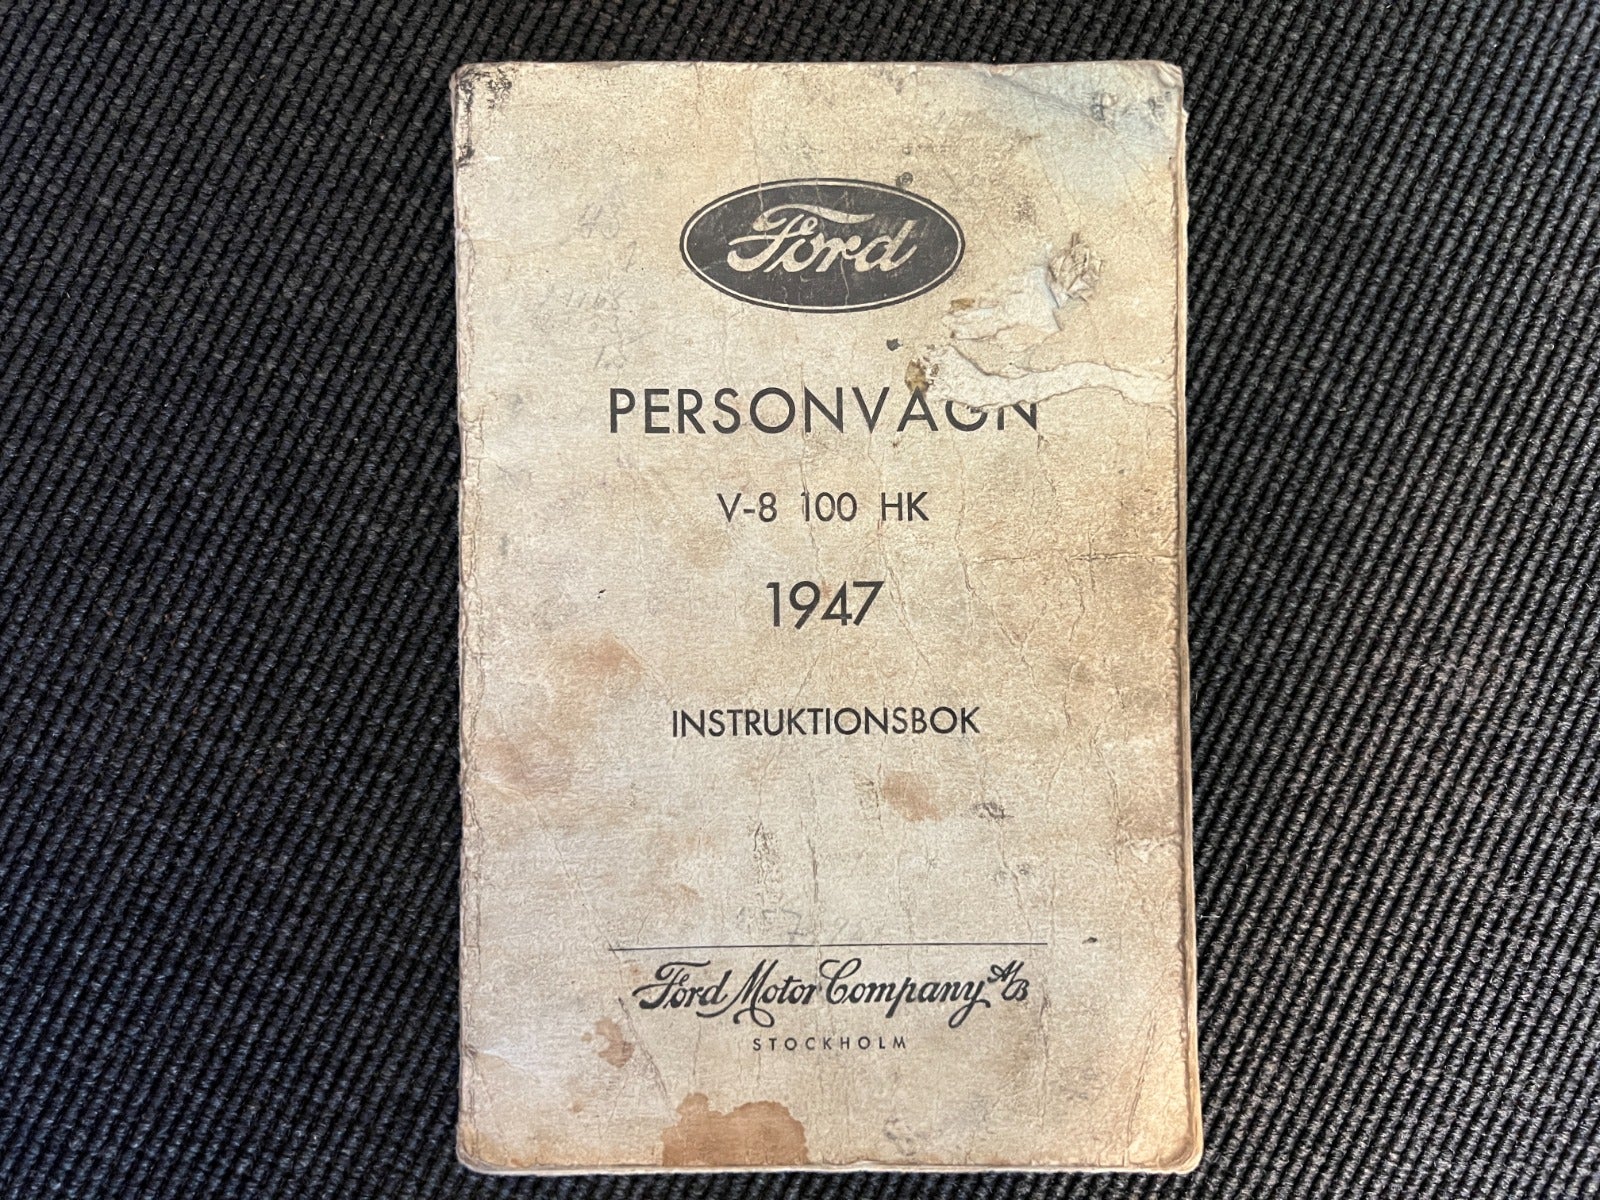 Ford
PERSONVAGN
V-8 100 HK
1947
INSTRUKTIONSBOK
Ford Motor Company A/B
STOCKHOLM